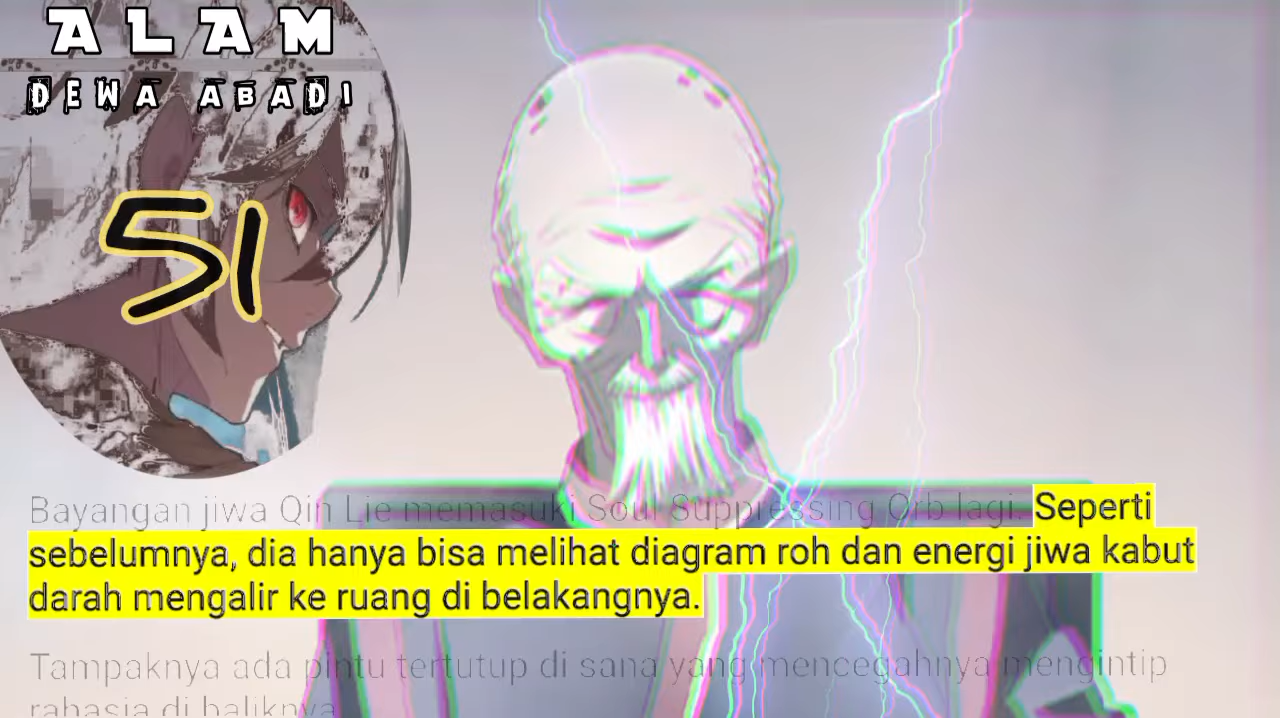 ALAM
DEWA ABADI
51
Bayangan jiwa Qin Lie memasuki Soul Suppressing Orb lagi. Seperti
sebelumnya, dia hanya bisa melihat diagram roh dan energi jiwa kabut
darah mengalir ke ruang di belakangnya.
Tampaknya ada pintu tertutup di sana yang mencegahnya mengintip
rahasia di baliknya